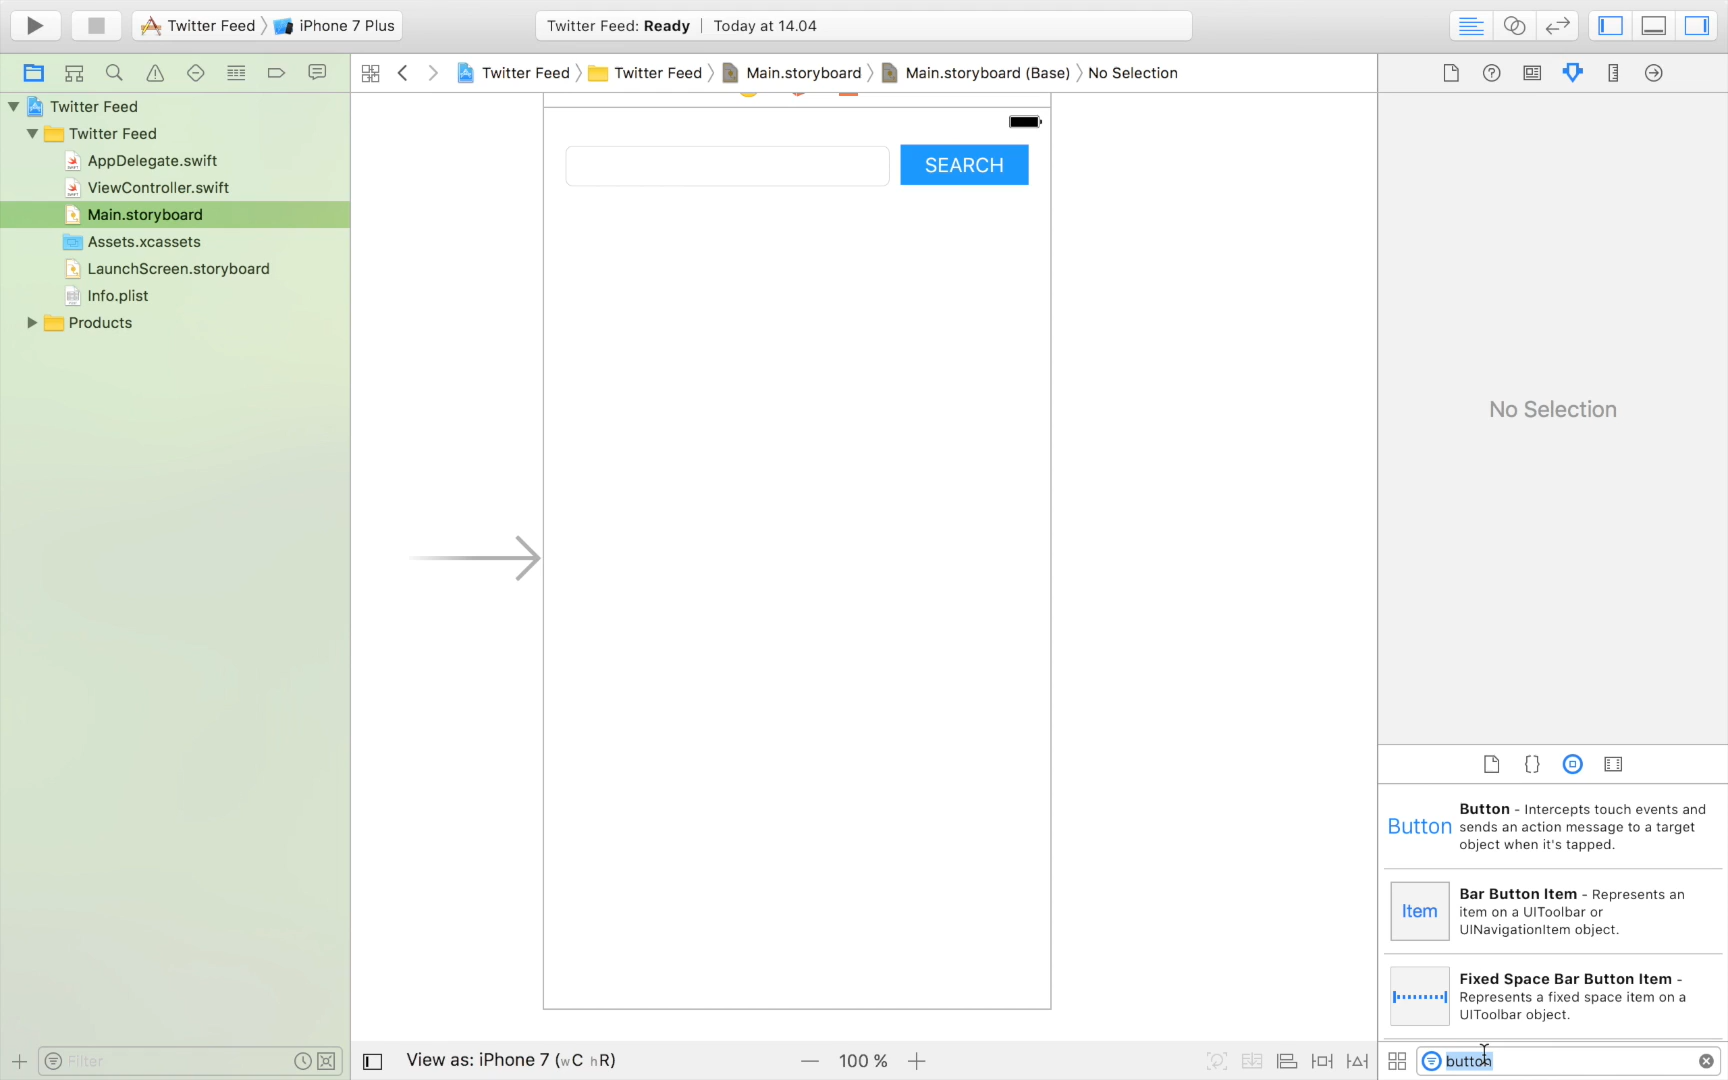 Twitter Feed iPhone 7 Plus
Twitter Feed: Ready Today at 14.04
Twitter Feed Twitter Feed Main.storyboard Main.storyboard (Base) No Selection
Twitter Feed
Twitter Feed
AppDelegate.swift
ViewController.swift
Main.storyboard
Assets.xcassets
LaunchScreen.storyboard
Info.plist
Products
SEARCH
No Selection
Button
Button - Intercepts touch events and
sends an action message to a target
object when it's tapped.
Item
Bar Button Item - Represents an
item on a UIToolbar or
UINavigationItem object.
Fixed Space Bar Button Item -
Represents a fixed space item on a
UIToolbar object.
Filter
View as: iPhone 7 (wC hR)
100 %
button